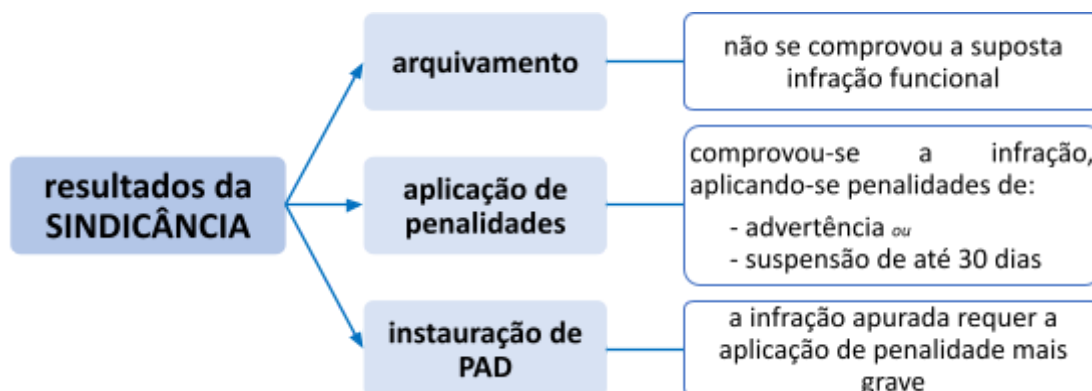 resultados da
SINDICÂNCIA
arquivamento
não se comprovou a suposta
infração funcional
aplicação de
penalidades
comprovou-se a infração,
aplicando-se penalidades de:
- advertência ou
- suspensão de até 30 dias
instauração de
PAD
a infração apurada requer a
aplicação de penalidade mais
grave